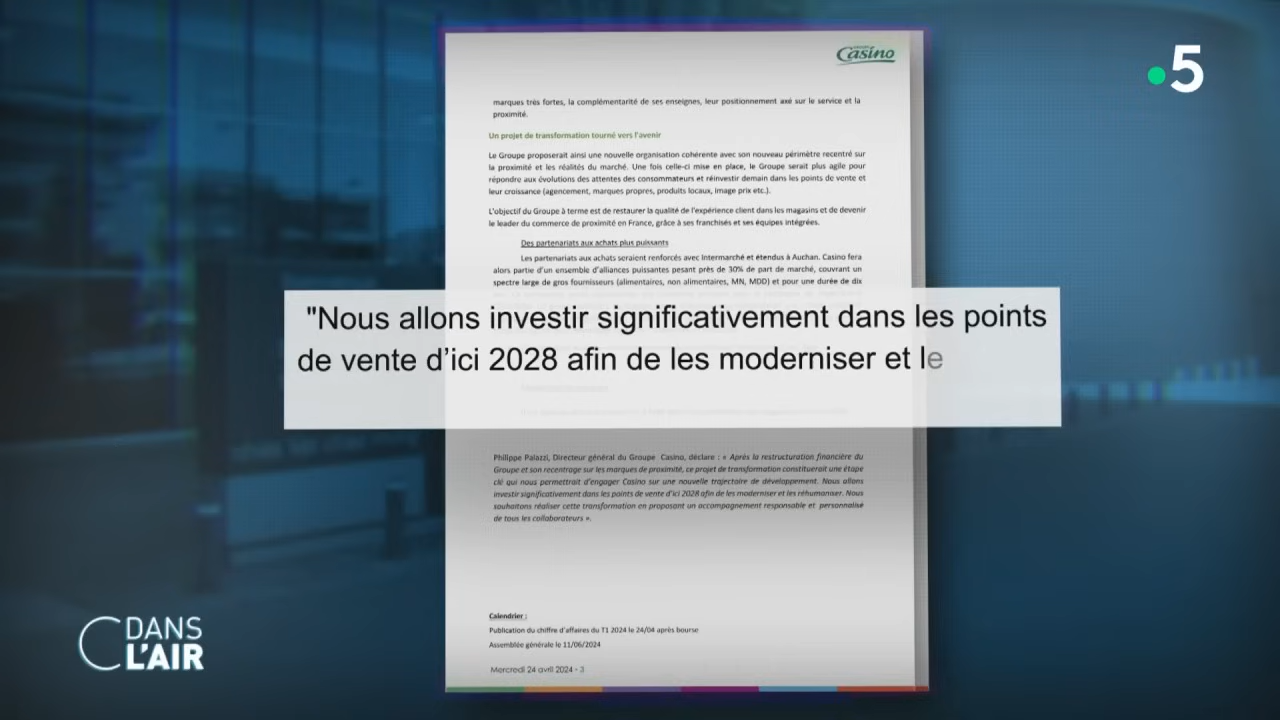 Casino
5
marques très fortes, la complémentarité de ses enseignes, leur positionnement axé sur le service et la
proximité.
Un projet de transformation tourné vers l'avenir
Le Groupe proposerait ainsi une nouvelle organisation cohérente avec son nouveau périmètre recentré sur
la proximité et les réalités du marché. Une fois celle-ci mise en place, le Groupe serait plus agile pour
répondre aux évolutions des attentes des consommateurs et réinvestir demain dans les points de vente et
leur croissance (agencement, marques propres, produits locaux, image prix etc.).
L'objectif du Groupe à terme est de restaurer la qualité de l'expérience client dans les magasins et de devenir
le leader du commerce de proximité en France, grâce à ses franchisés et ses équipes intégrées.
Des partenariats aux achats plus puissants
Les partenariats aux achats seraient renforcés avec Intermarché et étendus à Auchan. Casino fera
alors partie d'un ensemble d'alliances puissantes pesant près de 30% de part de marché, couvrant un
spectre large de gros fournisseurs (alimentaires, non alimentaires, MN, MDD) et pour une durée de dix
"Nous allons investir significativement dans les points
de vente d'ici 2028 afin de les moderniser et le
Philippe Palazzi, Directeur général du Groupe Casino, déclare : « Après la restructuration financière du
Groupe et son recentrage sur les marques de proximité, ce projet de transformation constituerait une étape
clé qui nous permettrait d'engager Casino sur une nouvelle trajectoire de développement. Nous allons
investir significativement dans les points de vente d'ici 2028 afin de les moderniser et les réhumaniser. Nous
souhaitons réaliser cette transformation en proposant un accompagnement responsable et personnalisé
de tous les collaborateurs ».
Calendrier :
Publication du chiffre d'affaires du T1 2024 le 24/04 après bourse
Assemblée générale le 11/06/2024
Mercredi 24 avril 2024 - 3
C DANS
L'AIR